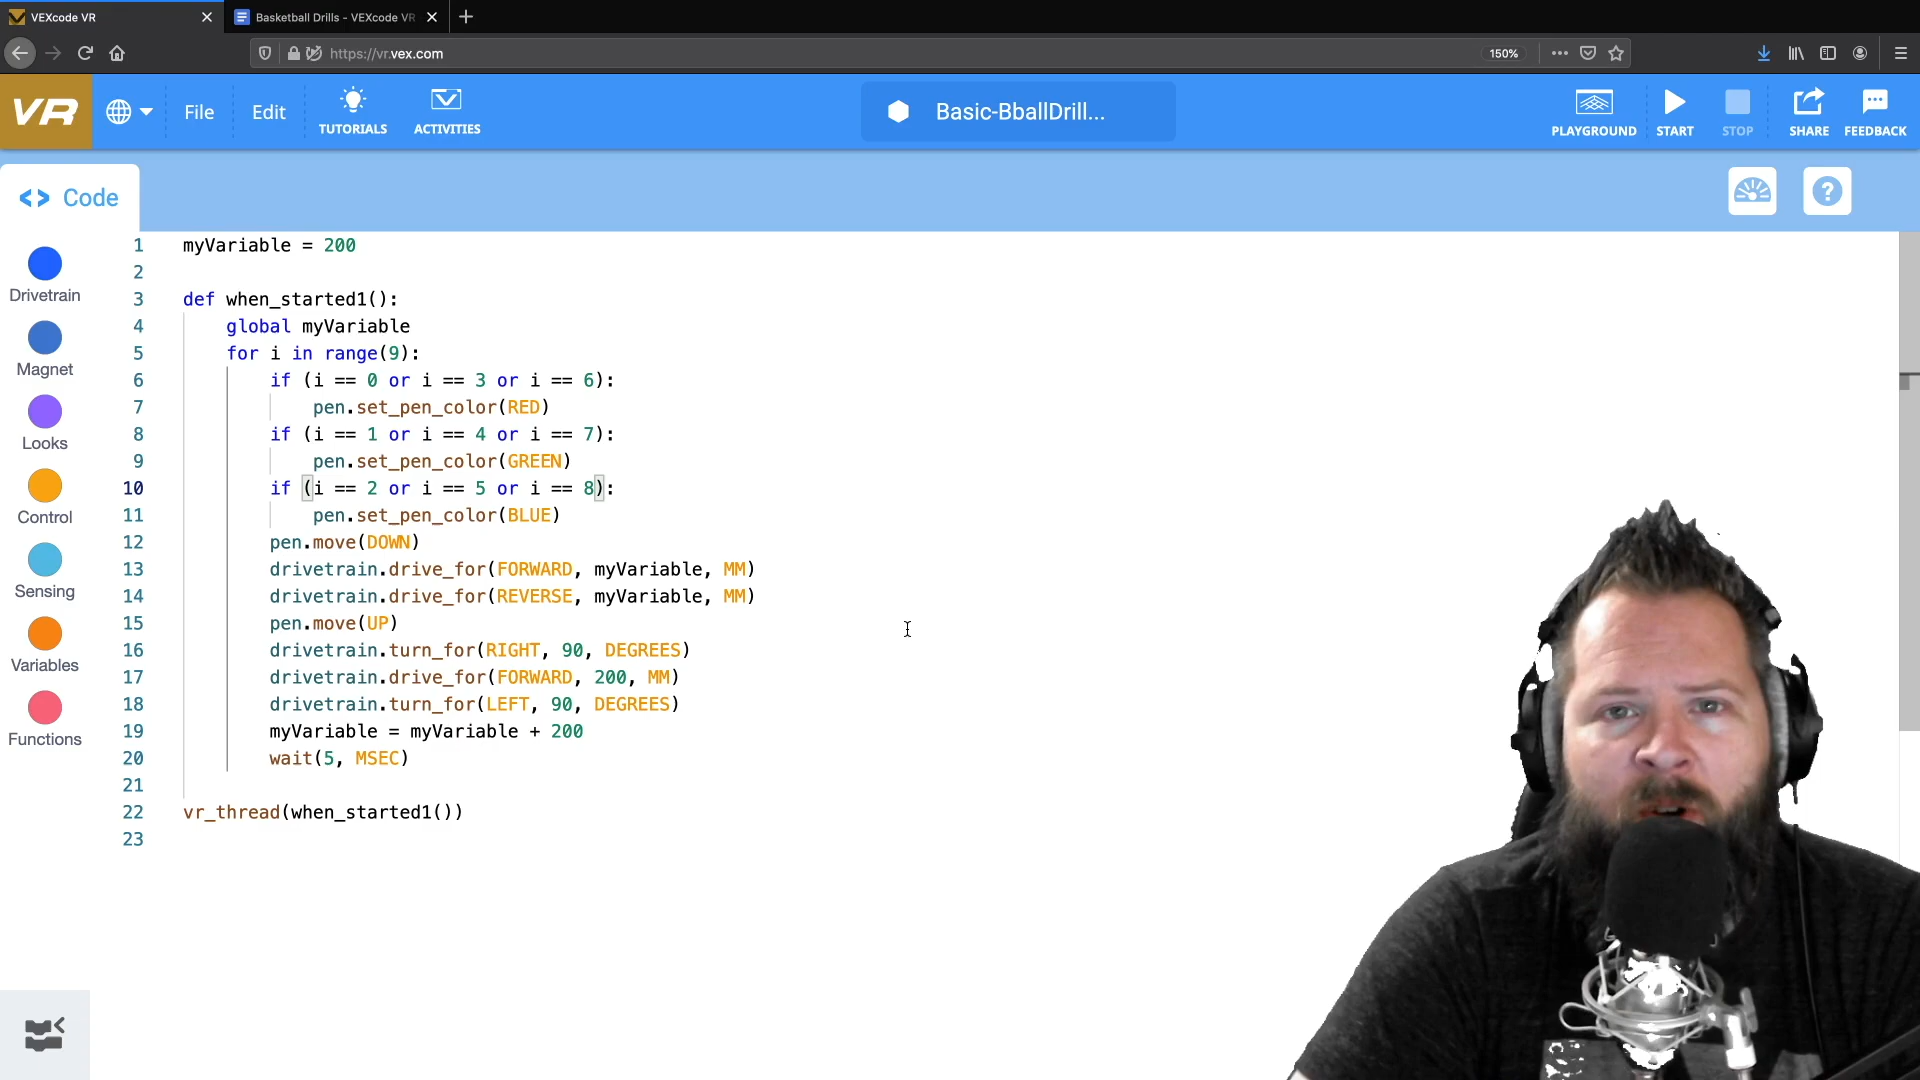 VEXcode VR
Basketball Drills - VEXcode VR
https://vr.vex.com
150%
VR
File
Edit
TUTORIALS
ACTIVITIES
Basic-BballDrill...
PLAYGROUND
START
STOP
SHARE
FEEDBACK
<> Code
Drivetrain
Magnet
Looks
Control
Sensing
Variables
Functions
1 myVariable = 200
2
3 def when_started1():
4 global myVariable
5 for i in range(9):
6 if (i == 0 or i == 3 or i == 6):
7 pen.set_pen_color(RED)
8 if (i == 1 or i == 4 or i == 7):
9 pen.set_pen_color(GREEN)
10 if (i == 2 or i == 5 or i == 8):
11 pen.set_pen_color(BLUE)
12 pen.move(DOWN)
13 drivetrain.drive_for(FORWARD, myVariable, MM)
14 drivetrain.drive_for(REVERSE, myVariable, MM)
15 pen.move(UP)
16 drivetrain.turn_for(RIGHT, 90, DEGREES)
17 drivetrain.drive_for(FORWARD, 200, MM)
18 drivetrain.turn_for(LEFT, 90, DEGREES)
19 myVariable = myVariable + 200
20 wait(5, MSEC)
21
22 vr_thread(when_started1())
23